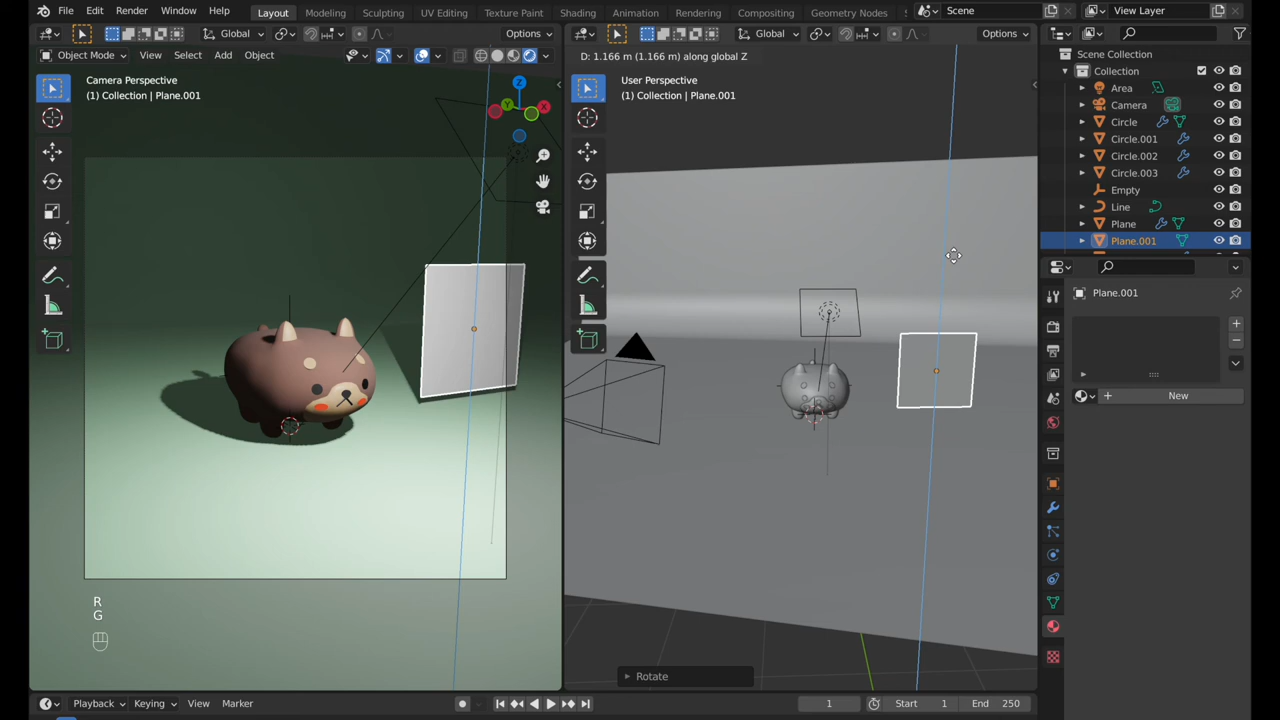 File Edit Render Window Help Layout Modeling Sculpting UV Editing Texture Paint Shading Animation Rendering Compositing Geometry Nodes Scene View Layer
Global Options Global Options
Object Mode View Select Add Object D: 1.166 m (1.166 m) along global Z
Camera Perspective
(1) Collection | Plane.001
Z
Y
X
R
G
User Perspective
(1) Collection | Plane.001
Rotate
Scene Collection
Collection
Area
Camera
Circle
Circle.001
Circle.002
Circle.003
Empty
Line
Plane
Plane.001
Plane.001
New
Playback Keying View Marker 1 Start 1 End 250